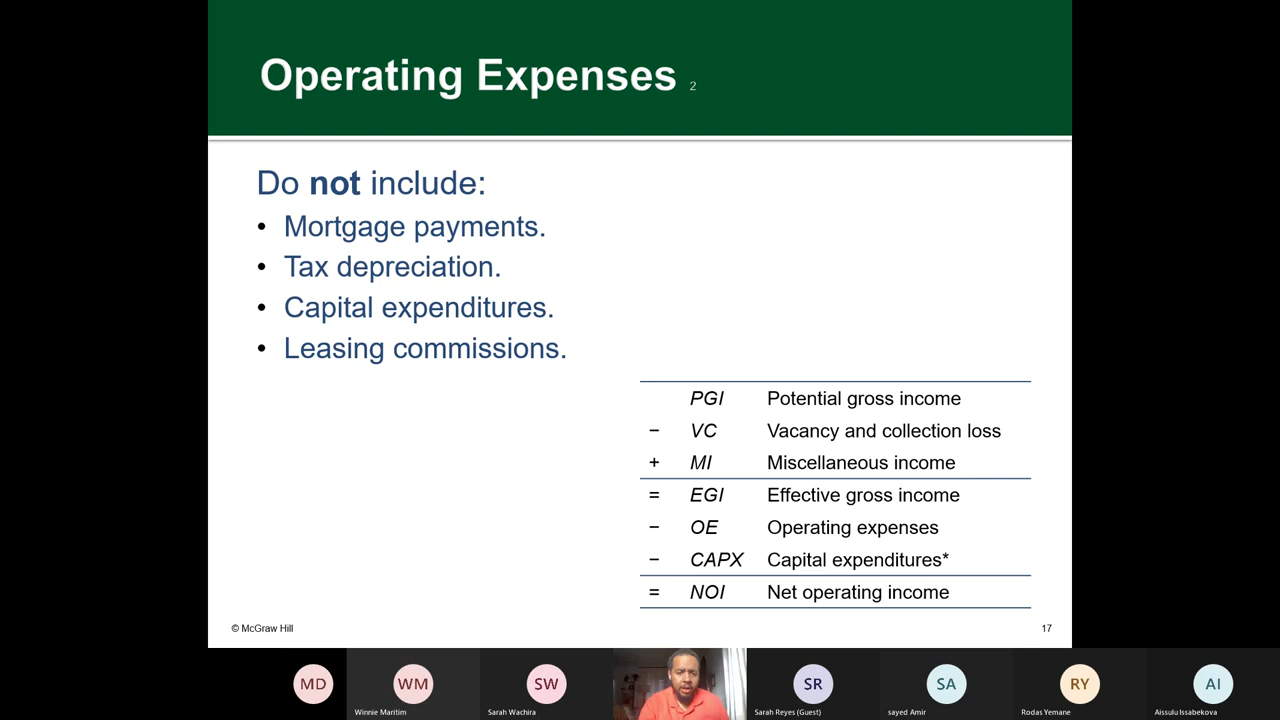 Operating Expenses 2
Do not include:
• Mortgage payments.
• Tax depreciation.
• Capital expenditures.
• Leasing commissions.
PGI Potential gross income
− VC Vacancy and collection loss
+ MI Miscellaneous income
= EGI Effective gross income
− OE Operating expenses
− CAPX Capital expenditures*
= NOI Net operating income
© McGraw Hill
17
MD WM SW SR SA RY AI
Winnie Maritim Sarah Wachira Sarah Reyes (Guest) sayed Amir Rodas Yemane Aissulu Issabekova